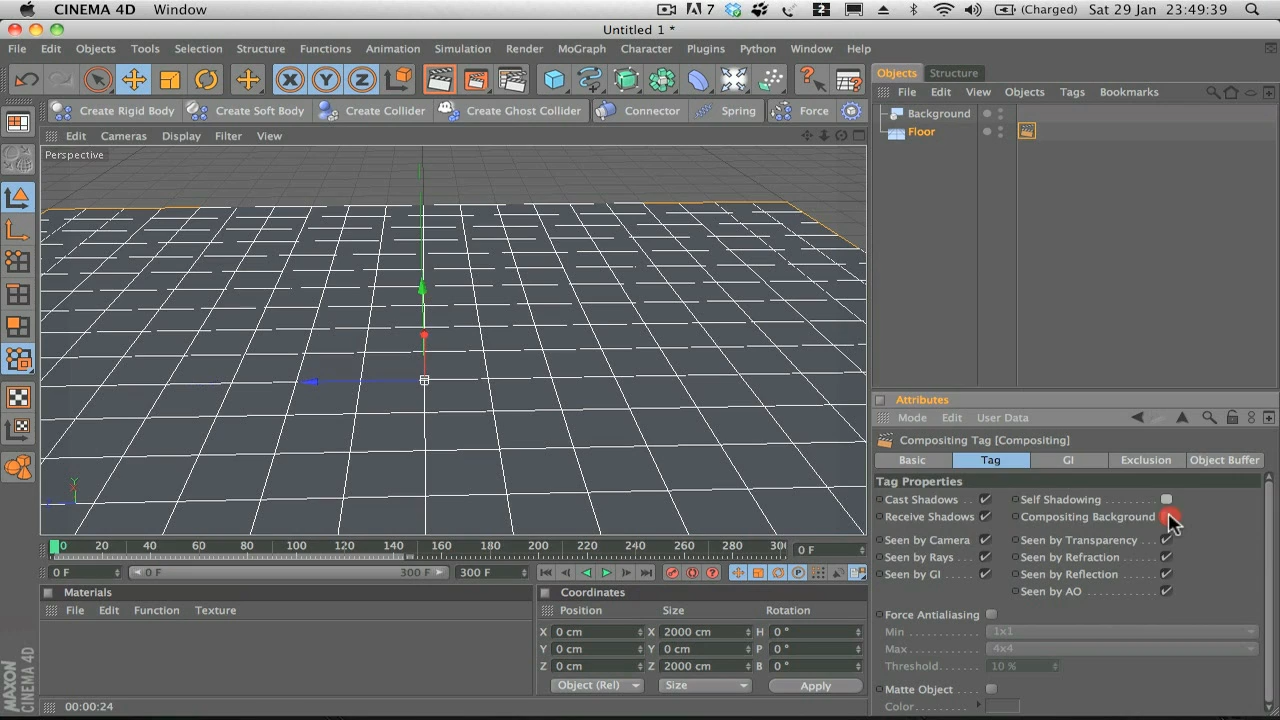 CINEMA 4D Window 7 (Charged) Sat 29 Jan 23:49:39
Untitled 1 *
File Edit Objects Tools Selection Structure Functions Animation Simulation Render MoGraph Character Plugins Python Window Help
X Y Z
Objects Structure
File Edit View Objects Tags Bookmarks
Create Rigid Body Create Soft Body Create Collider Create Ghost Collider Connector Spring Force
Background
Floor
Edit Cameras Display Filter View
Perspective
Y
Attributes
Mode Edit User Data
Compositing Tag [Compositing]
Basic Tag GI Exclusion Object Buffer
Tag Properties
Cast Shadows Self Shadowing
Receive Shadows Compositing Background
Seen by Camera Seen by Transparency
Seen by Rays Seen by Refraction
Seen by GI Seen by Reflection
Seen by AO
Force Antialiasing
Min 1x1
Max 4x4
Threshold 10 %
Matte Object
Color
0 20 40 60 80 100 120 140 160 180 200 220 240 260 280 30 0 F
0 F 0 F 300 F 300 F
Materials
File Edit Function Texture
Coordinates
Position Size Rotation
X 0 cm X 2000 cm H 0 °
Y 0 cm Y 0 cm P 0 °
Z 0 cm Z 2000 cm B 0 °
Object (Rel) Size Apply
MAXON
CINEMA 4D
00:00:24